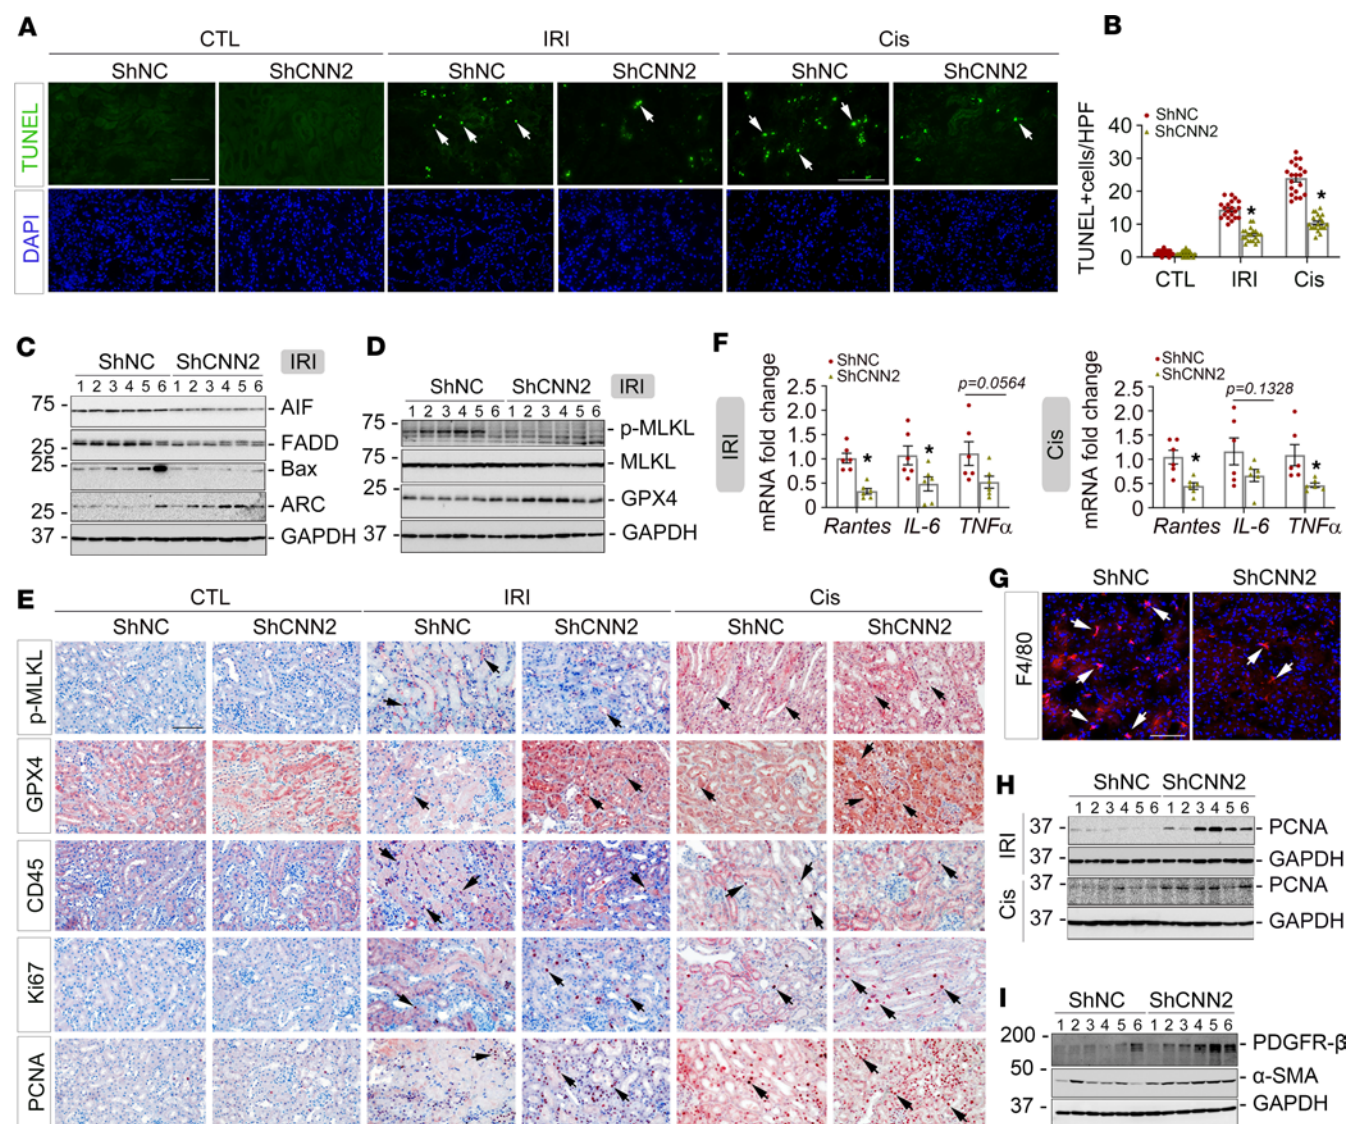 A
CTL IRI Cis
ShNC ShCNN2 ShNC ShCNN2 ShNC ShCNN2
TUNEL
DAPI
B
ShNC
ShCNN2
TUNEL+cells/HPF
40
30
20
10
0
* *
CTL IRI Cis
C
ShNC ShCNN2 IRI
1 2 3 4 5 6 1 2 3 4 5 6
75 - - AIF
25 - - FADD
25 - - Bax
25 - - ARC
37 - - GAPDH
D
ShNC ShCNN2 IRI
1 2 3 4 5 6 1 2 3 4 5 6
75 - - p-MLKL
75 - - MLKL
25 - - GPX4
37 - - GAPDH
F
ShNC
ShCNN2
p=0.0564
IRI
mRNA fold change
2.5
2.0
1.5
1.0
0.5
0
* *
Rantes IL-6 TNFα
ShNC
ShCNN2
p=0.1328
Cis
mRNA fold change
2.5
2.0
1.5
1.0
0.5
0
* *
Rantes IL-6 TNFα
E
CTL IRI Cis
ShNC ShCNN2 ShNC ShCNN2 ShNC ShCNN2
p-MLKL
GPX4
CD45
Ki67
PCNA
G
ShNC ShCNN2
F4/80
H
ShNC ShCNN2
1 2 3 4 5 6 1 2 3 4 5 6
IRI
37 - - PCNA
37 - - GAPDH
Cis
37 - - PCNA
37 - - GAPDH
I
ShNC ShCNN2
1 2 3 4 5 6 1 2 3 4 5 6
200 - - PDGFR-β
50 - - α-SMA
37 - - GAPDH